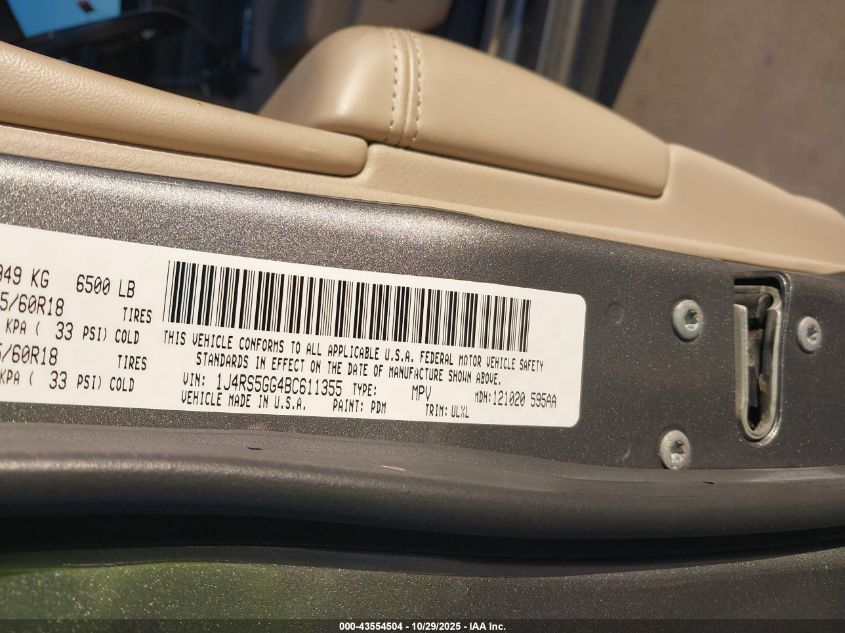 949 KG 6500 LB
5/60R18 TIRES
KPA ( 33 PSI) COLD
5/60R18 TIRES
KPA ( 33 PSI) COLD
THIS VEHICLE CONFORMS TO ALL APPLICABLE U.S.A. FEDERAL MOTOR VEHICLE SAFETY
STANDARDS IN EFFECT ON THE DATE OF MANUFACTURE SHOWN ABOVE.
VIN: 1J4RS5GG4BC611355 TYPE: MPV MDH:121020 595AA
VEHICLE MADE IN U.S.A. PAINT: PDM TRIM: ULXL
000-43554504 - 10/29/2025 - IAA Inc.